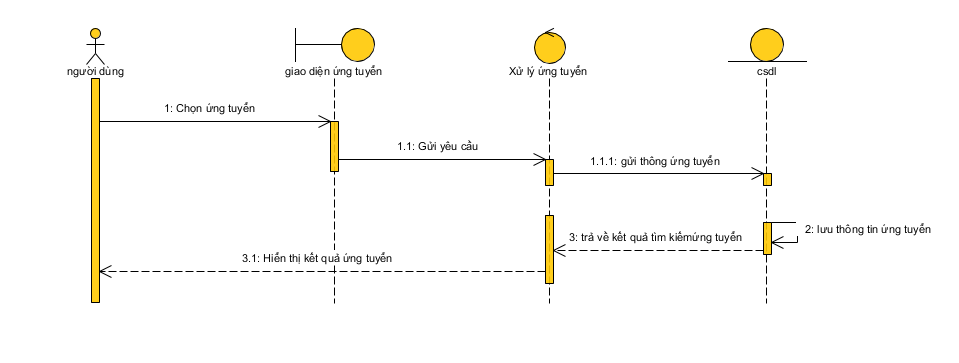 người dùng
giao diện ứng tuyển
Xử lý ứng tuyển
csdl
1: Chọn ứng tuyển
1.1: Gửi yêu cầu
1.1.1: gửi thông ứng tuyển
2: lưu thông tin ứng tuyển
3: trả về kết quả tìm kiếmứng tuyển
3.1: Hiển thị kết quả ứng tuyển